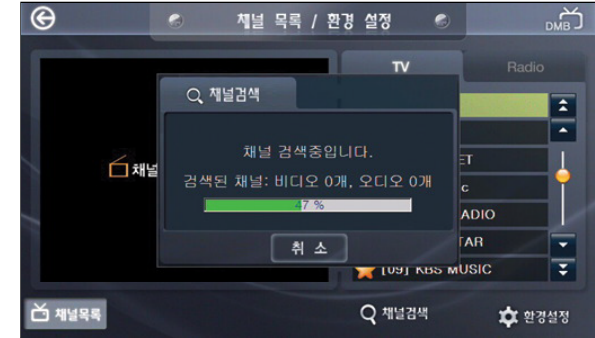 채널 목록 / 환경 설정
DMB
TV
Radio
채널검색
채널 검색중입니다.
검색된 채널: 비디오 0개, 오디오 0개
47 %
취 소
채널
ET
c
ADIO
TAR
[09] KBS MUSIC
채널목록
채널검색
환경설정